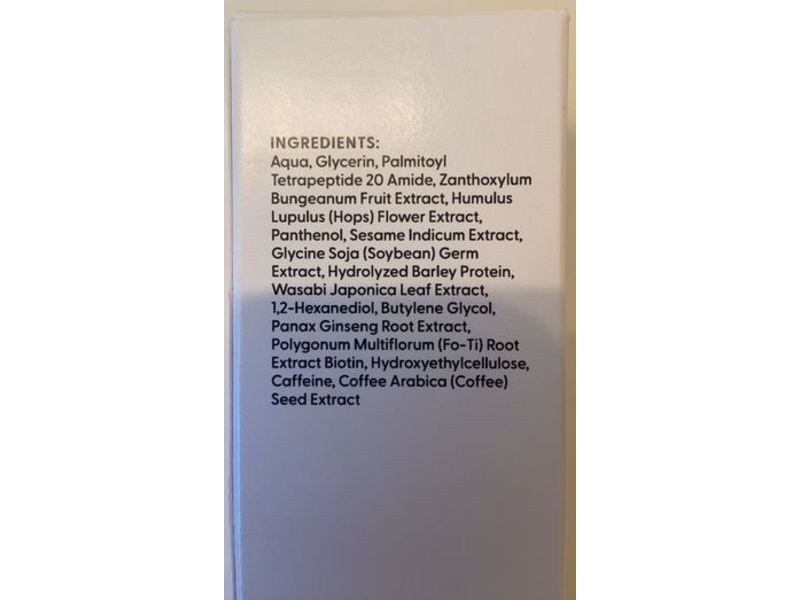 INGREDIENTS:
Aqua, Glycerin, Palmitoyl
Tetrapeptide 20 Amide, Zanthoxylum
Bungeanum Fruit Extract, Humulus
Lupulus (Hops) Flower Extract,
Panthenol, Sesame Indicum Extract,
Glycine Soja (Soybean) Germ
Extract, Hydrolyzed Barley Protein,
Wasabi Japonica Leaf Extract,
1,2-Hexanediol, Butylene Glycol,
Panax Ginseng Root Extract,
Polygonum Multiflorum (Fo-Ti) Root
Extract Biotin, Hydroxyethylcellulose,
Caffeine, Coffee Arabica (Coffee)
Seed Extract